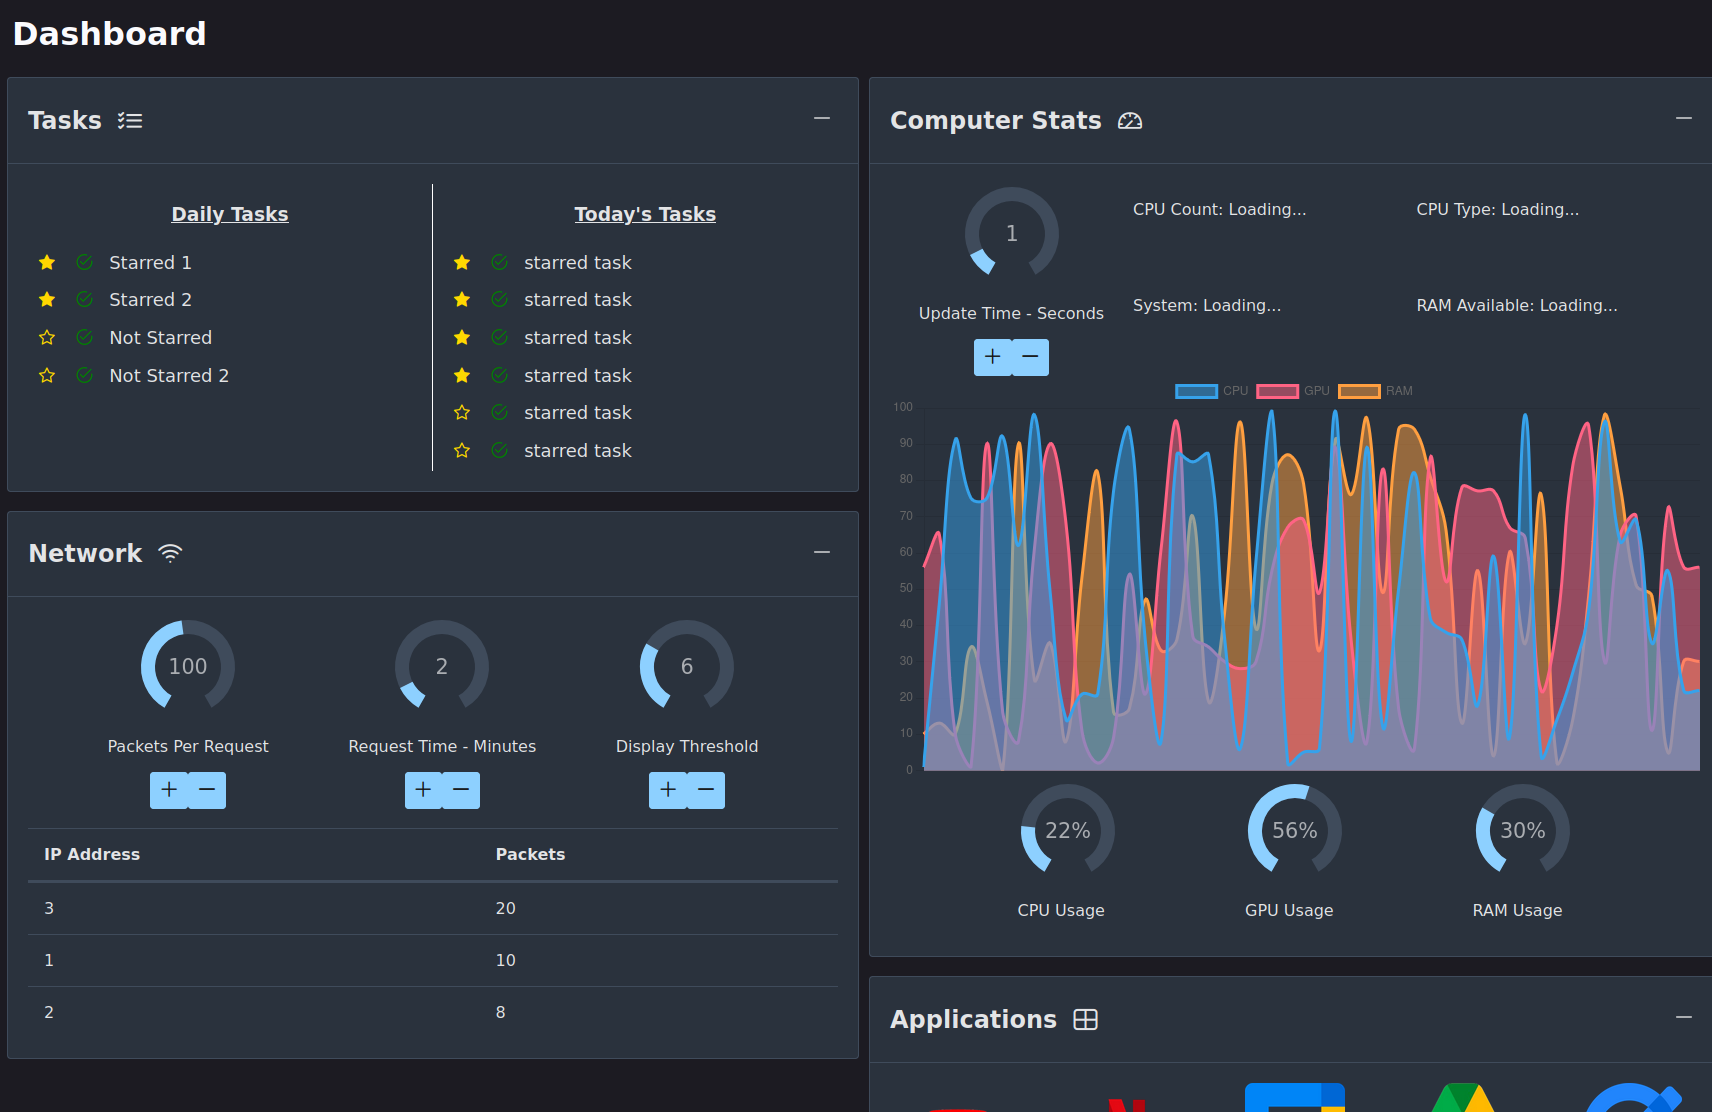 Dashboard
Tasks
Daily Tasks
Starred 1
Starred 2
Not Starred
Not Starred 2
Today's Tasks
starred task
starred task
starred task
starred task
starred task
starred task
Network
100
Packets Per Request
+ −
2
Request Time - Minutes
+ −
6
Display Threshold
+ −
IP Address Packets
3 20
1 10
2 8
Computer Stats
1
Update Time - Seconds
+ −
CPU Count: Loading...
CPU Type: Loading...
System: Loading...
RAM Available: Loading...
CPU GPU RAM
100
90
80
70
60
50
40
30
20
10
0
22%
CPU Usage
56%
GPU Usage
30%
RAM Usage
Applications